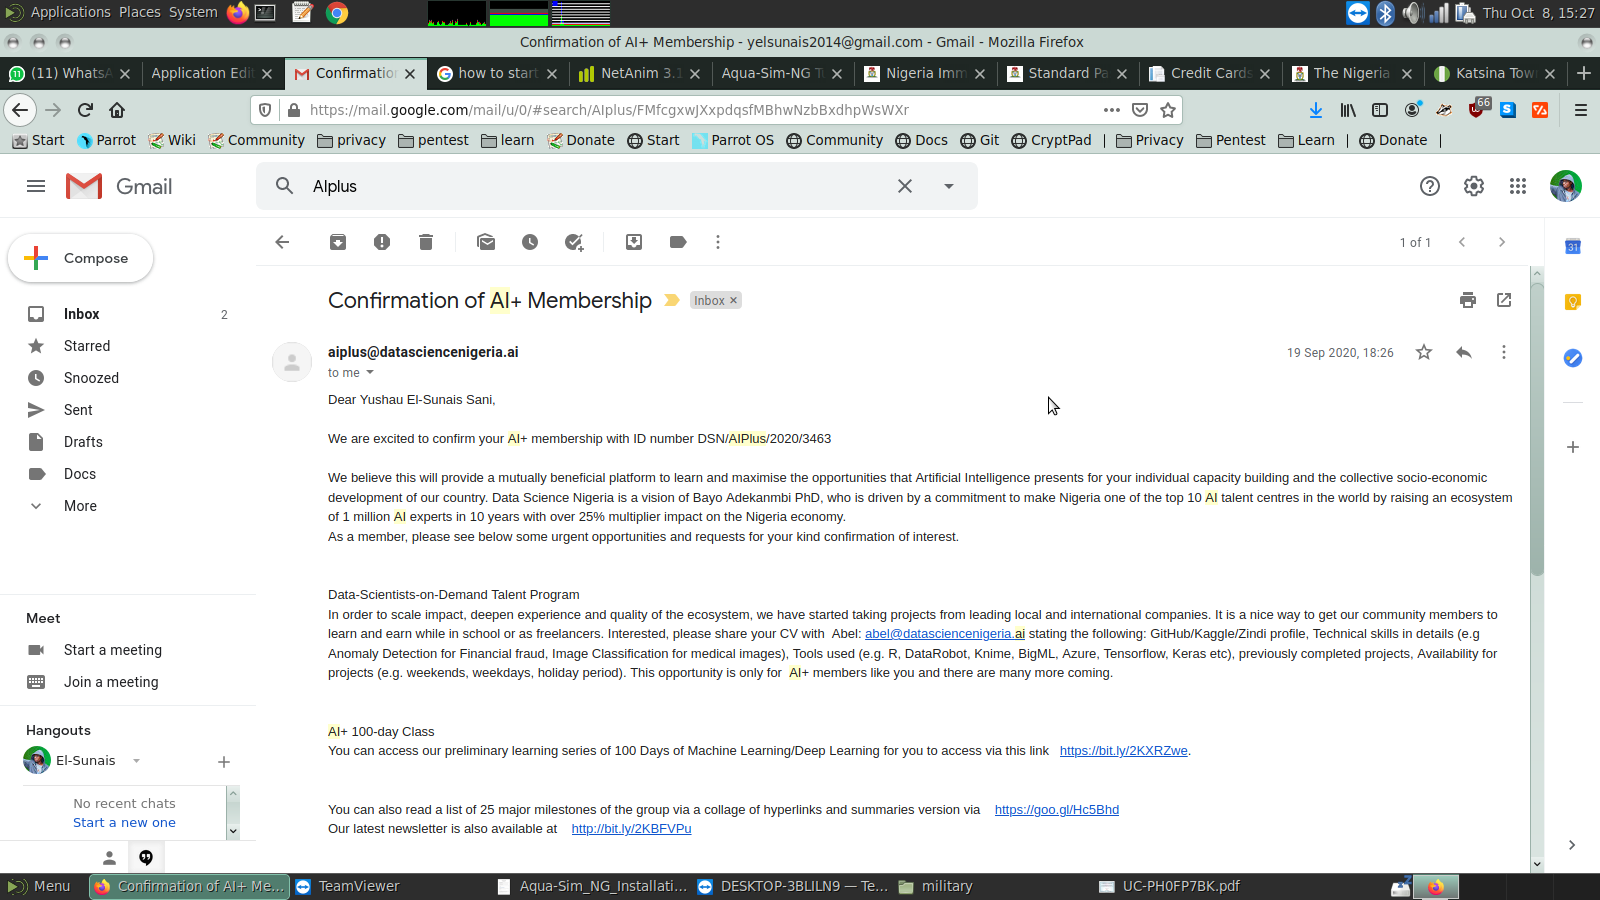 Applications Places System
Thu Oct 8, 15:27
Confirmation of AI+ Membership - yelsunais2014@gmail.com - Gmail - Mozilla Firefox
(11) WhatsA
Application Edi
Confirmatio
how to start
NetAnim 3.1
Aqua-Sim-NG T
Nigeria Imm
Standard Pa
Credit Cards
The Nigeria
Katsina Tow
https://mail.google.com/mail/u/0/#search/AIplus/FMfcgxwJXxpdqsfMBhwNzbBxdhpWsWXr
66
Start Parrot Wiki Community privacy pentest learn Donate Start Parrot OS Community Docs Git CryptPad | Privacy Pentest Learn | Donate |
Gmail
AIplus
Compose
1 of 1
31
Inbox 2
Starred
Snoozed
Sent
Drafts
Docs
More
Meet
Start a meeting
Join a meeting
Hangouts
El-Sunais
No recent chats
Start a new one
Confirmation of AI+ Membership
Inbox ×
aiplus@datasciencenigeria.ai
19 Sep 2020, 18:26
to me
Dear Yushau El-Sunais Sani,
We are excited to confirm your AI+ membership with ID number DSN/AIPlus/2020/3463
We believe this will provide a mutually beneficial platform to learn and maximise the opportunities that Artificial Intelligence presents for your individual capacity building and the collective socio-economic
development of our country. Data Science Nigeria is a vision of Bayo Adekanmbi PhD, who is driven by a commitment to make Nigeria one of the top 10 AI talent centres in the world by raising an ecosystem
of 1 million AI experts in 10 years with over 25% multiplier impact on the Nigeria economy.
As a member, please see below some urgent opportunities and requests for your kind confirmation of interest.
Data-Scientists-on-Demand Talent Program
In order to scale impact, deepen experience and quality of the ecosystem, we have started taking projects from leading local and international companies. It is a nice way to get our community members to
learn and earn while in school or as freelancers. Interested, please share your CV with Abel: abel@datasciencenigeria.ai stating the following: GitHub/Kaggle/Zindi profile, Technical skills in details (e.g
Anomaly Detection for Financial fraud, Image Classification for medical images), Tools used (e.g. R, DataRobot, Knime, BigML, Azure, Tensorflow, Keras etc), previously completed projects, Availability for
projects (e.g. weekends, weekdays, holiday period). This opportunity is only for AI+ members like you and there are many more coming.
AI+ 100-day Class
You can access our preliminary learning series of 100 Days of Machine Learning/Deep Learning for you to access via this link https://bit.ly/2KXRZwe.
You can also read a list of 25 major milestones of the group via a collage of hyperlinks and summaries version via https://goo.gl/Hc5Bhd
Our latest newsletter is also available at http://bit.ly/2KBFVPu
Menu
Confirmation of AI+ Me...
TeamViewer
Aqua-Sim_NG_Installati...
DESKTOP-3BLILN9 — Te...
military
UC-PH0FP7BK.pdf